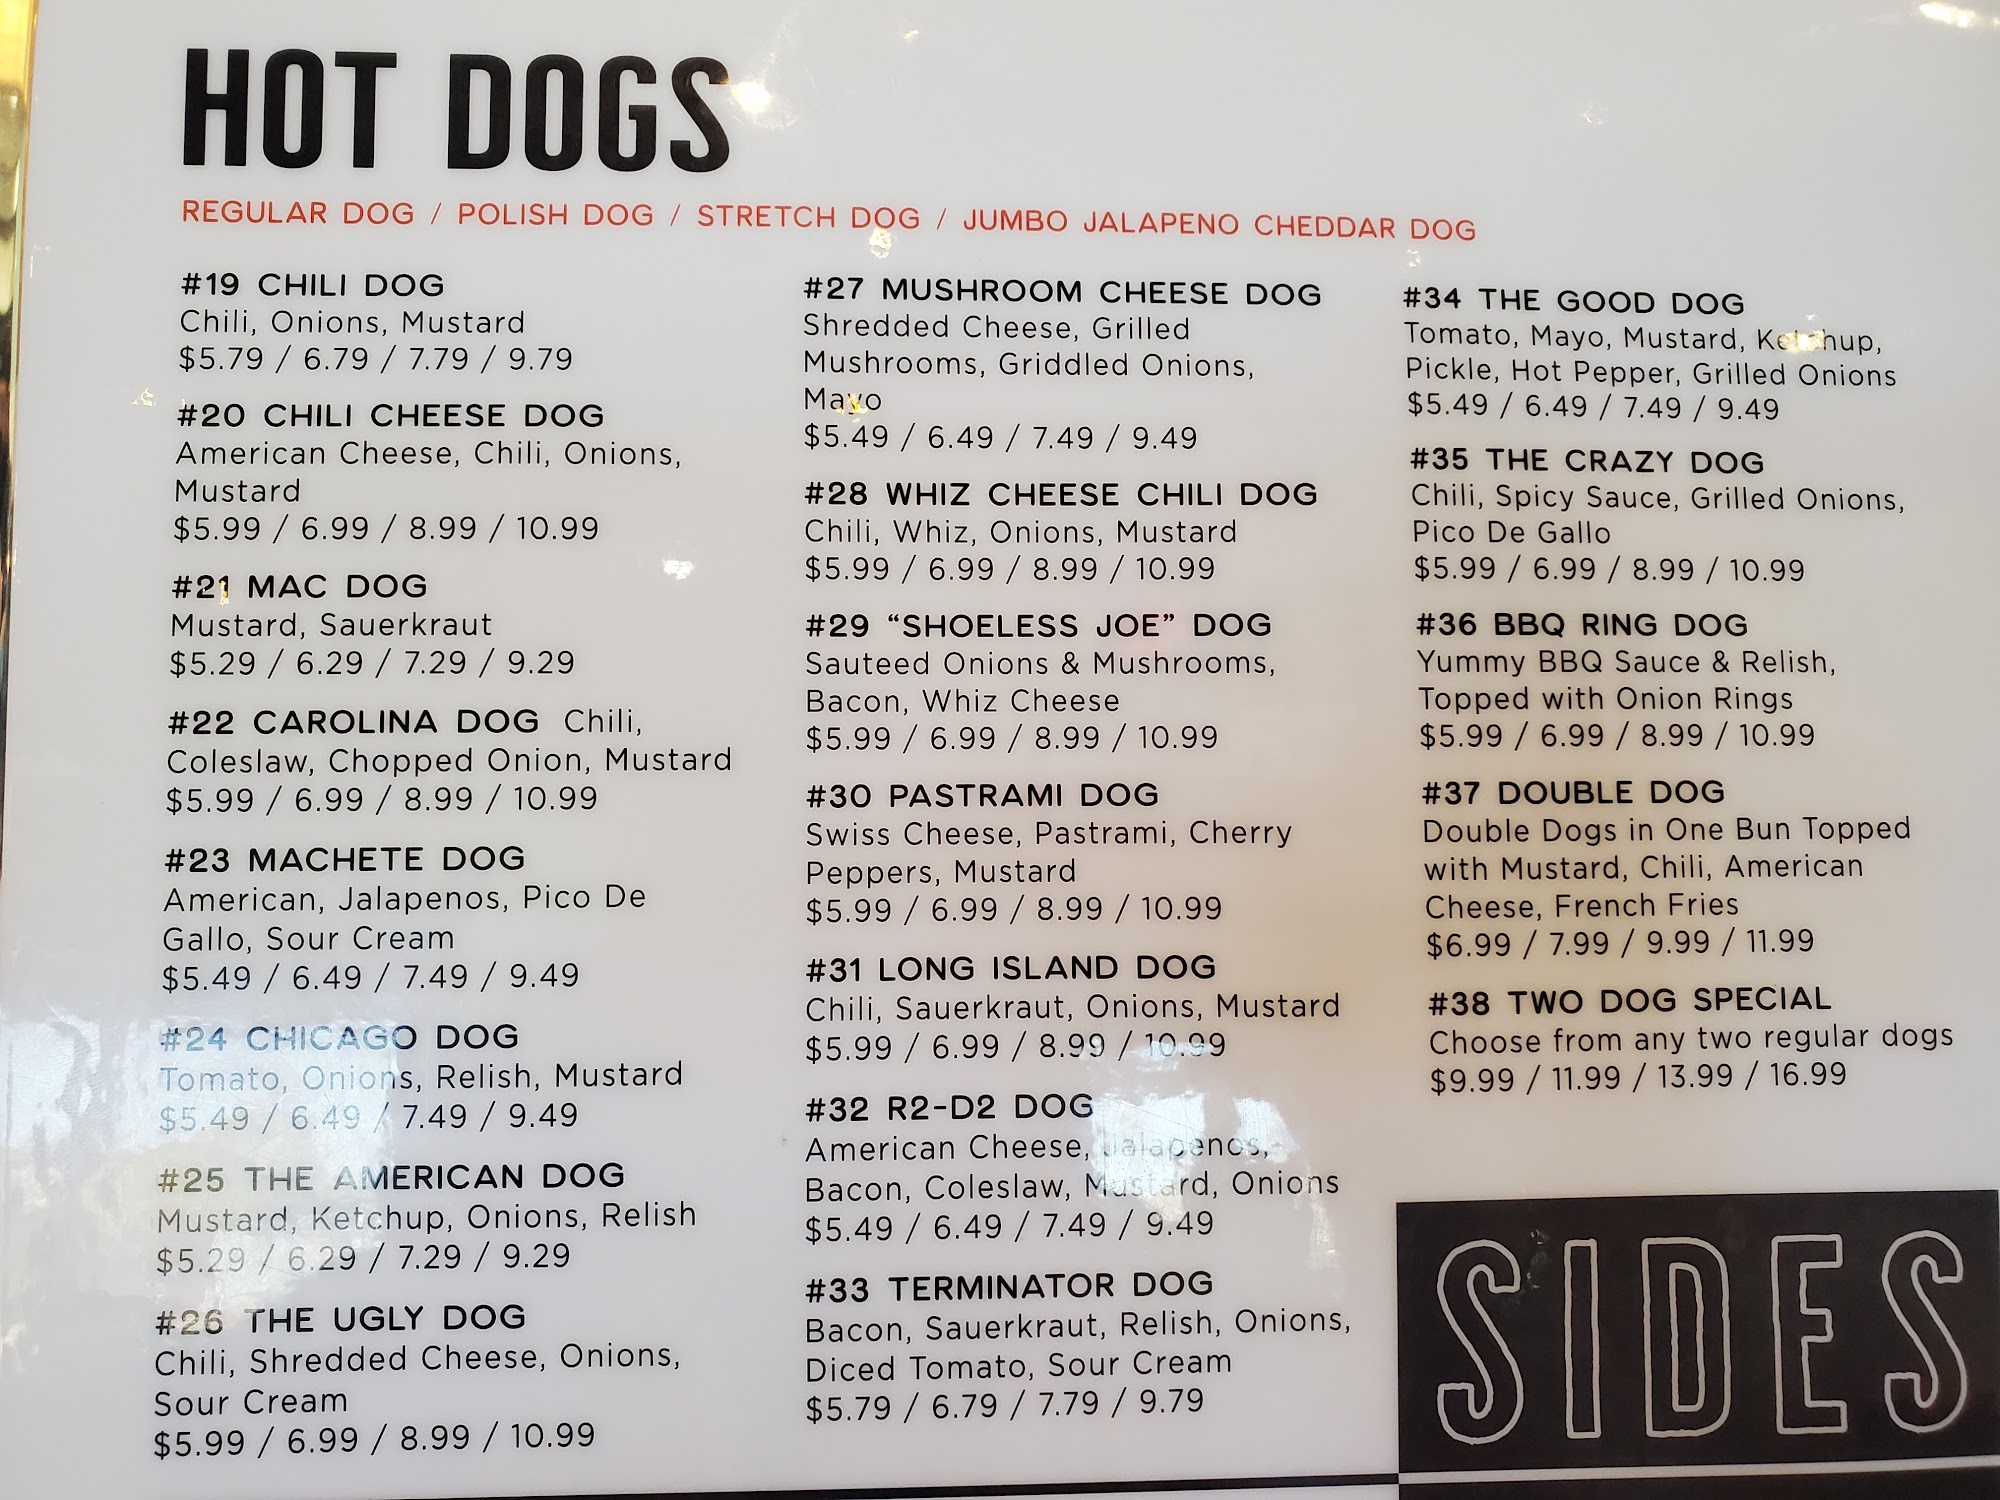 HOT DOGS
REGULAR DOG / POLISH DOG / STRETCH DOG / JUMBO JALAPENO CHEDDAR DOG
#19 CHILI DOG
Chili, Onions, Mustard
$5.79 / 6.79 / 7.79 / 9.79
#20 CHILI CHEESE DOG
American Cheese, Chili, Onions,
Mustard
$5.99 / 6.99 / 8.99 / 10.99
#21 MAC DOG
Mustard, Sauerkraut
$5.29 / 6.29 / 7.29 / 9.29
#22 CAROLINA DOG Chili,
Coleslaw, Chopped Onion, Mustard
$5.99 / 6.99 / 8.99 / 10.99
#23 MACHETE DOG
American, Jalapenos, Pico De
Gallo, Sour Cream
$5.49 / 6.49 / 7.49 / 9.49
#24 CHICAGO DOG
Tomato, Onions, Relish, Mustard
$5.49 / 6.49 / 7.49 / 9.49
#25 THE AMERICAN DOG
Mustard, Ketchup, Onions, Relish
$5.29 / 6.29 / 7.29 / 9.29
#26 THE UGLY DOG
Chili, Shredded Cheese, Onions,
Sour Cream
$5.99 / 6.99 / 8.99 / 10.99
#27 MUSHROOM CHEESE DOG
Shredded Cheese, Grilled
Mushrooms, Griddled Onions,
Mayo
$5.49 / 6.49 / 7.49 / 9.49
#28 WHIZ CHEESE CHILI DOG
Chili, Whiz, Onions, Mustard
$5.99 / 6.99 / 8.99 / 10.99
#29 “SHOELESS JOE” DOG
Sauteed Onions & Mushrooms,
Bacon, Whiz Cheese
$5.99 / 6.99 / 8.99 / 10.99
#30 PASTRAMI DOG
Swiss Cheese, Pastrami, Cherry
Peppers, Mustard
$5.99 / 6.99 / 8.99 / 10.99
#31 LONG ISLAND DOG
Chili, Sauerkraut, Onions, Mustard
$5.99 / 6.99 / 8.99 / 10.99
#32 R2-D2 DOG
American Cheese, Jalapenos,
Bacon, Coleslaw, Mustard, Onions
$5.49 / 6.49 / 7.49 / 9.49
#33 TERMINATOR DOG
Bacon, Sauerkraut, Relish, Onions,
Diced Tomato, Sour Cream
$5.79 / 6.79 / 7.79 / 9.79
#34 THE GOOD DOG
Tomato, Mayo, Mustard, Ketchup,
Pickle, Hot Pepper, Grilled Onions
$5.49 / 6.49 / 7.49 / 9.49
#35 THE CRAZY DOG
Chili, Spicy Sauce, Grilled Onions,
Pico De Gallo
$5.99 / 6.99 / 8.99 / 10.99
#36 BBQ RING DOG
Yummy BBQ Sauce & Relish,
Topped with Onion Rings
$5.99 / 6.99 / 8.99 / 10.99
#37 DOUBLE DOG
Double Dogs in One Bun Topped
with Mustard, Chili, American
Cheese, French Fries
$6.99 / 7.99 / 9.99 / 11.99
#38 TWO DOG SPECIAL
Choose from any two regular dogs
$9.99 / 11.99 / 13.99 / 16.99
SIDES